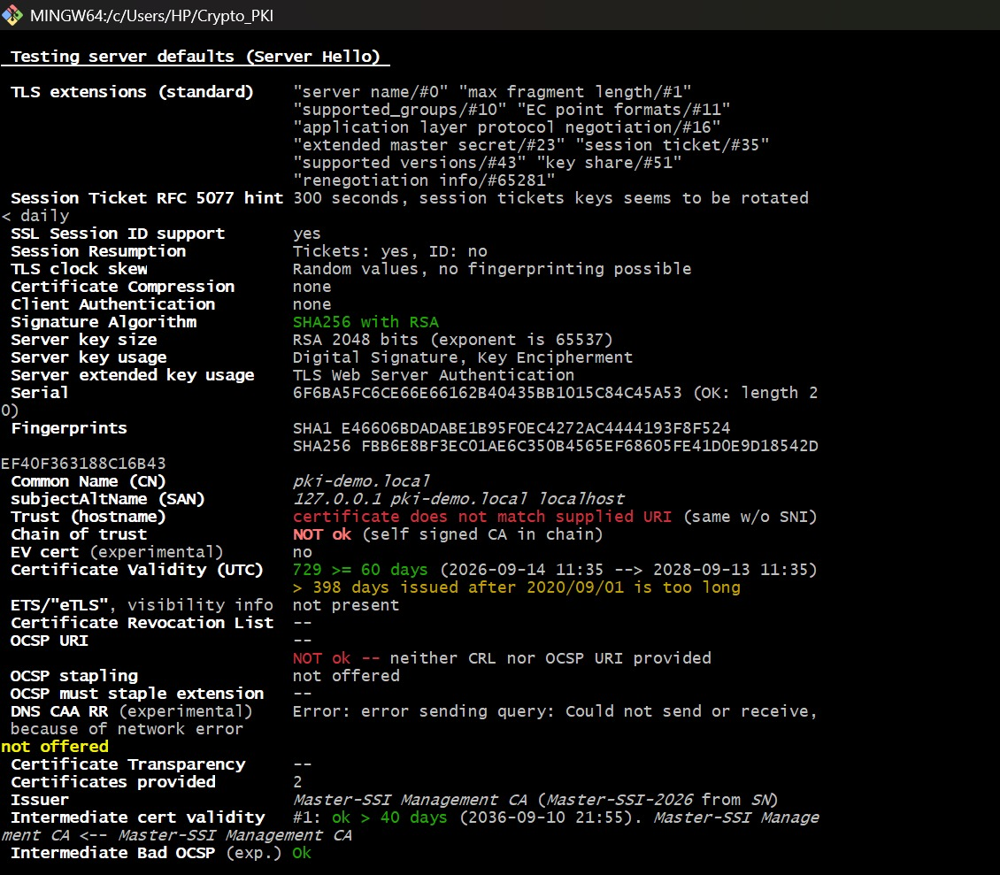 MINGW64:/c/Users/HP/Crypto_PKI
Testing server defaults (Server Hello)
TLS extensions (standard)    "server name/#0" "max fragment length/#1"
"supported_groups/#10" "EC point formats/#11"
"application layer protocol negotiation/#16"
"extended master secret/#23" "session ticket/#35"
"supported versions/#43" "key share/#51"
"renegotiation info/#65281"
Session Ticket RFC 5077 hint 300 seconds, session tickets keys seems to be rotated
< daily
SSL Session ID support       yes
Session Resumption           Tickets: yes, ID: no
TLS clock skew               Random values, no fingerprinting possible
Certificate Compression      none
Client Authentication        none
Signature Algorithm          SHA256 with RSA
Server key size              RSA 2048 bits (exponent is 65537)
Server key usage             Digital Signature, Key Encipherment
Server extended key usage    TLS Web Server Authentication
Serial                       6F6BA5FC6CE66E66162B40435BB1015C84C45A53 (OK: length 2
0)
Fingerprints                 SHA1 E46606BDADABE1B95F0EC4272AC4444193F8F524
SHA256 FBB6E8BF3EC01AE6C350B4565EF68605FE41D0E9D18542D
EF40F363188C16B43
Common Name (CN)             pki-demo.local
subjectAltName (SAN)         127.0.0.1 pki-demo.local localhost
Trust (hostname)             certificate does not match supplied URI (same w/o SNI)
Chain of trust               NOT ok (self signed CA in chain)
EV cert (experimental)       no
Certificate Validity (UTC)   729 >= 60 days (2026-09-14 11:35 --> 2028-09-13 11:35)
> 398 days issued after 2020/09/01 is too long
ETS/"eTLS", visibility info  not present
Certificate Revocation List  --
OCSP URI                     --
NOT ok -- neither CRL nor OCSP URI provided
OCSP stapling                not offered
OCSP must staple extension   --
DNS CAA RR (experimental)    Error: error sending query: Could not send or receive,
because of network error
not offered
Certificate Transparency     --
Certificates provided        2
Issuer                       Master-SSI Management CA (Master-SSI-2026 from SN)
Intermediate cert validity   #1: ok > 40 days (2036-09-10 21:55). Master-SSI Manage
ment CA <-- Master-SSI Management CA
Intermediate Bad OCSP (exp.) Ok